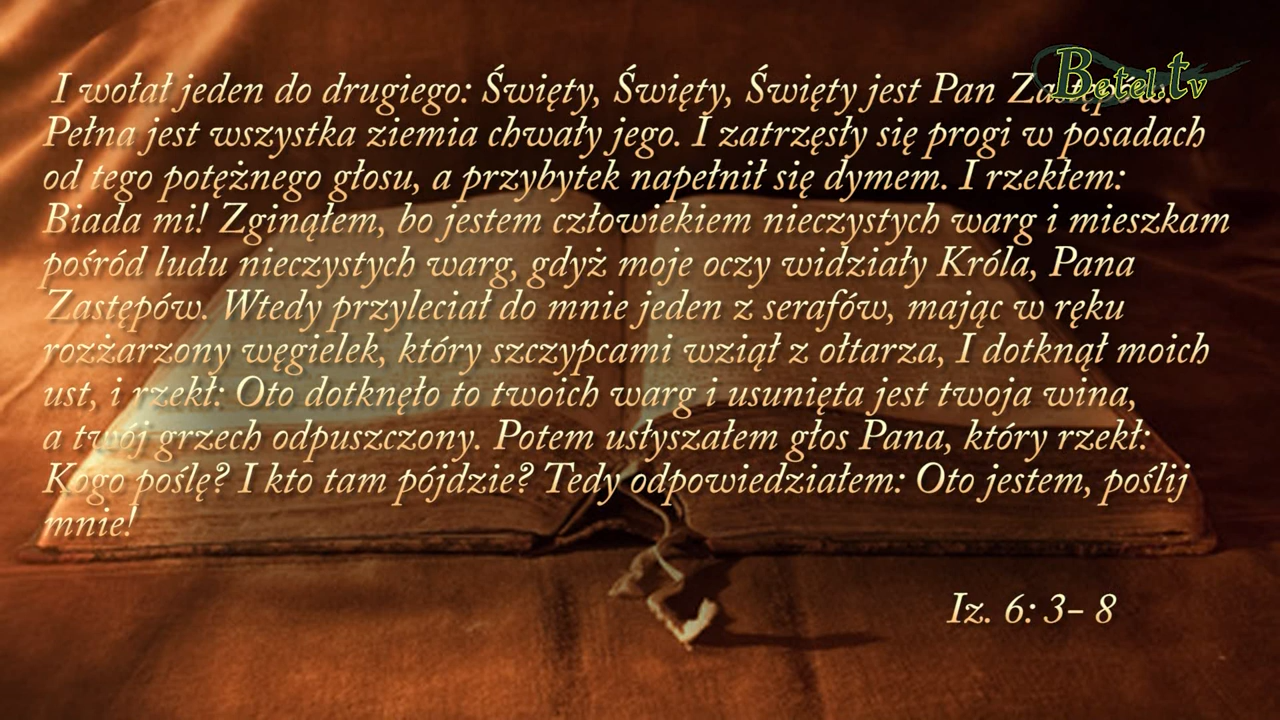 I wołał jeden do drugiego: Święty, Święty, Święty jest Pan
Betel.tv
Pełna jest wszystka ziemia chwały jego. I zatrzęsły się progi w posadach
od tego potężnego głosu, a przybytek napełnił się dymem. I rzekłem:
Biada mi! Zginąłem, bo jestem człowiekiem nieczystych warg i mieszkam
pośród ludu nieczystych warg, gdyż moje oczy widziały Króla, Pana
Zastępów. Wtedy przyleciał do mnie jeden z serafów, mając w ręku
rozżarzony węgielek, który szczypcami wziął z ołtarza, I dotknął moich
ust, i rzekł: Oto dotknęło to twoich warg i usunięta jest twoja wina,
a twój grzech odpuszczony. Potem usłyszałem głos Pana, który rzekł:
Kogo poślę? I kto tam pójdzie? Tedy odpowiedziałem: Oto jestem, poślij
mnie!
Iz. 6: 3- 8